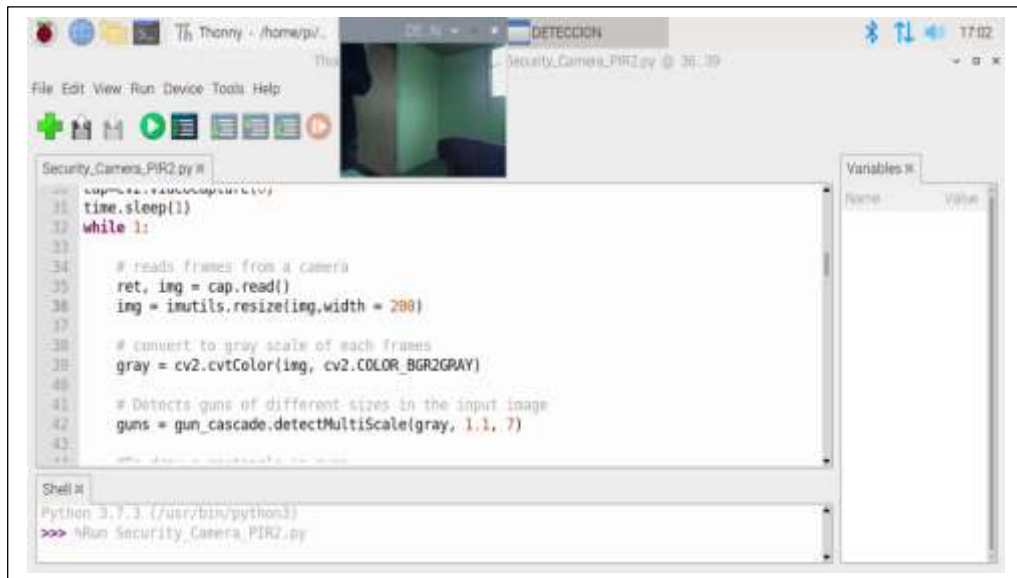 Thonny - /home/pi/..
DETECCION
17:02
Security_Camera_PIR2.py @ 36:39
File Edit View Run Device Tools Help
Security_Camera_PIR2.py
Variables
Name Value
31 time.sleep(1)
32 while 1:
33
34 # reads frames from a camera
35 ret, img = cap.read()
36 img = imutils.resize(img,width = 200)
37
38 # convert to gray scale of each frames
39 gray = cv2.cvtColor(img, cv2.COLOR_BGR2GRAY)
40
41 # Detects guns of different sizes in the input image
42 guns = gun_cascade.detectMultiScale(gray, 1.1, 7)
43
Shell
Python 3.7.3 (/usr/bin/python3)
>>> %Run Security_Camera_PIR2.py